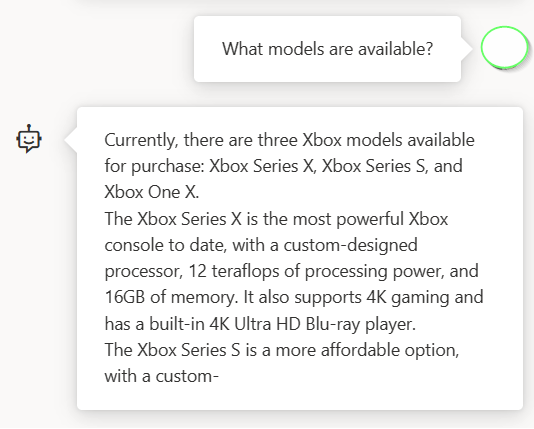 What models are available?
Currently, there are three Xbox models available
for purchase: Xbox Series X, Xbox Series S, and
Xbox One X.
The Xbox Series X is the most powerful Xbox
console to date, with a custom-designed
processor, 12 teraflops of processing power, and
16GB of memory. It also supports 4K gaming and
has a built-in 4K Ultra HD Blu-ray player.
The Xbox Series S is a more affordable option,
with a custom-